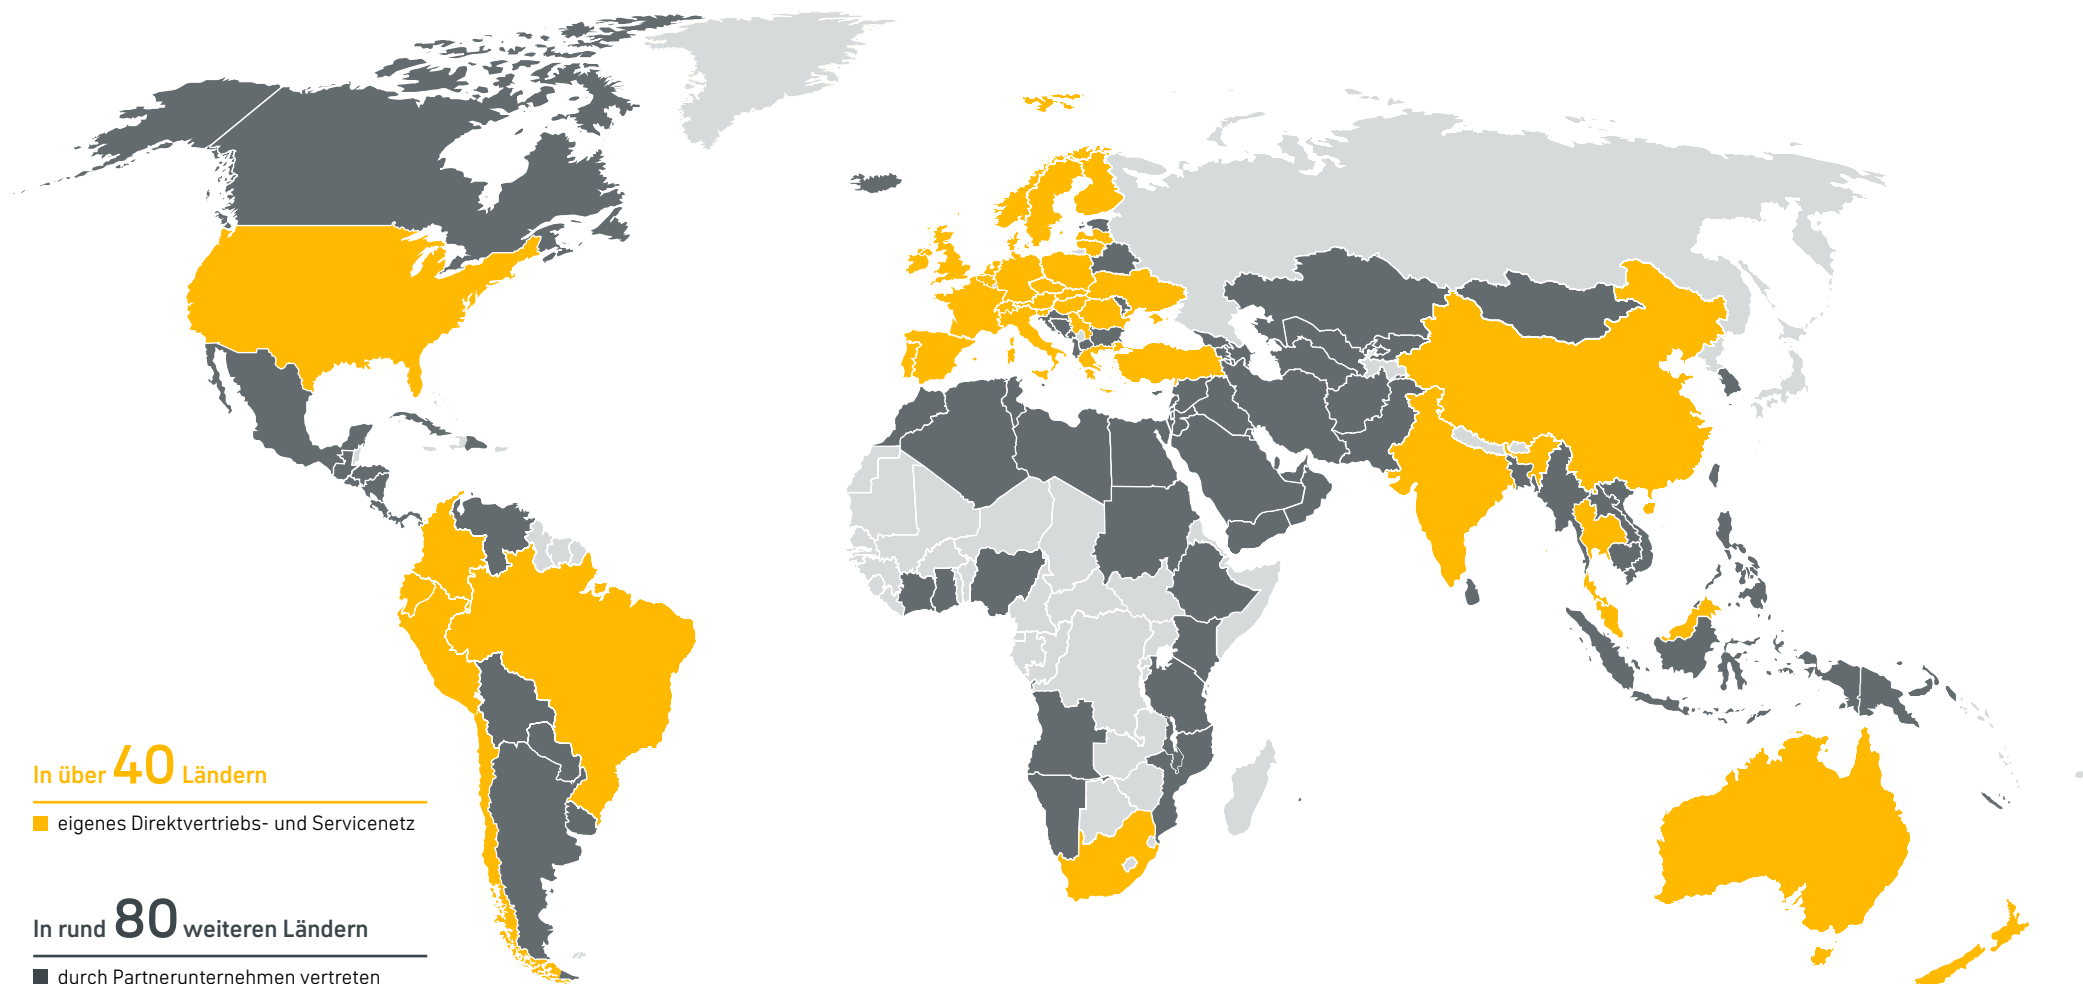 In über 40 Ländern
eigenes Direktvertriebs- und Servicenetz
In rund 80 weiteren Ländern
durch Partnerunternehmen vertreten